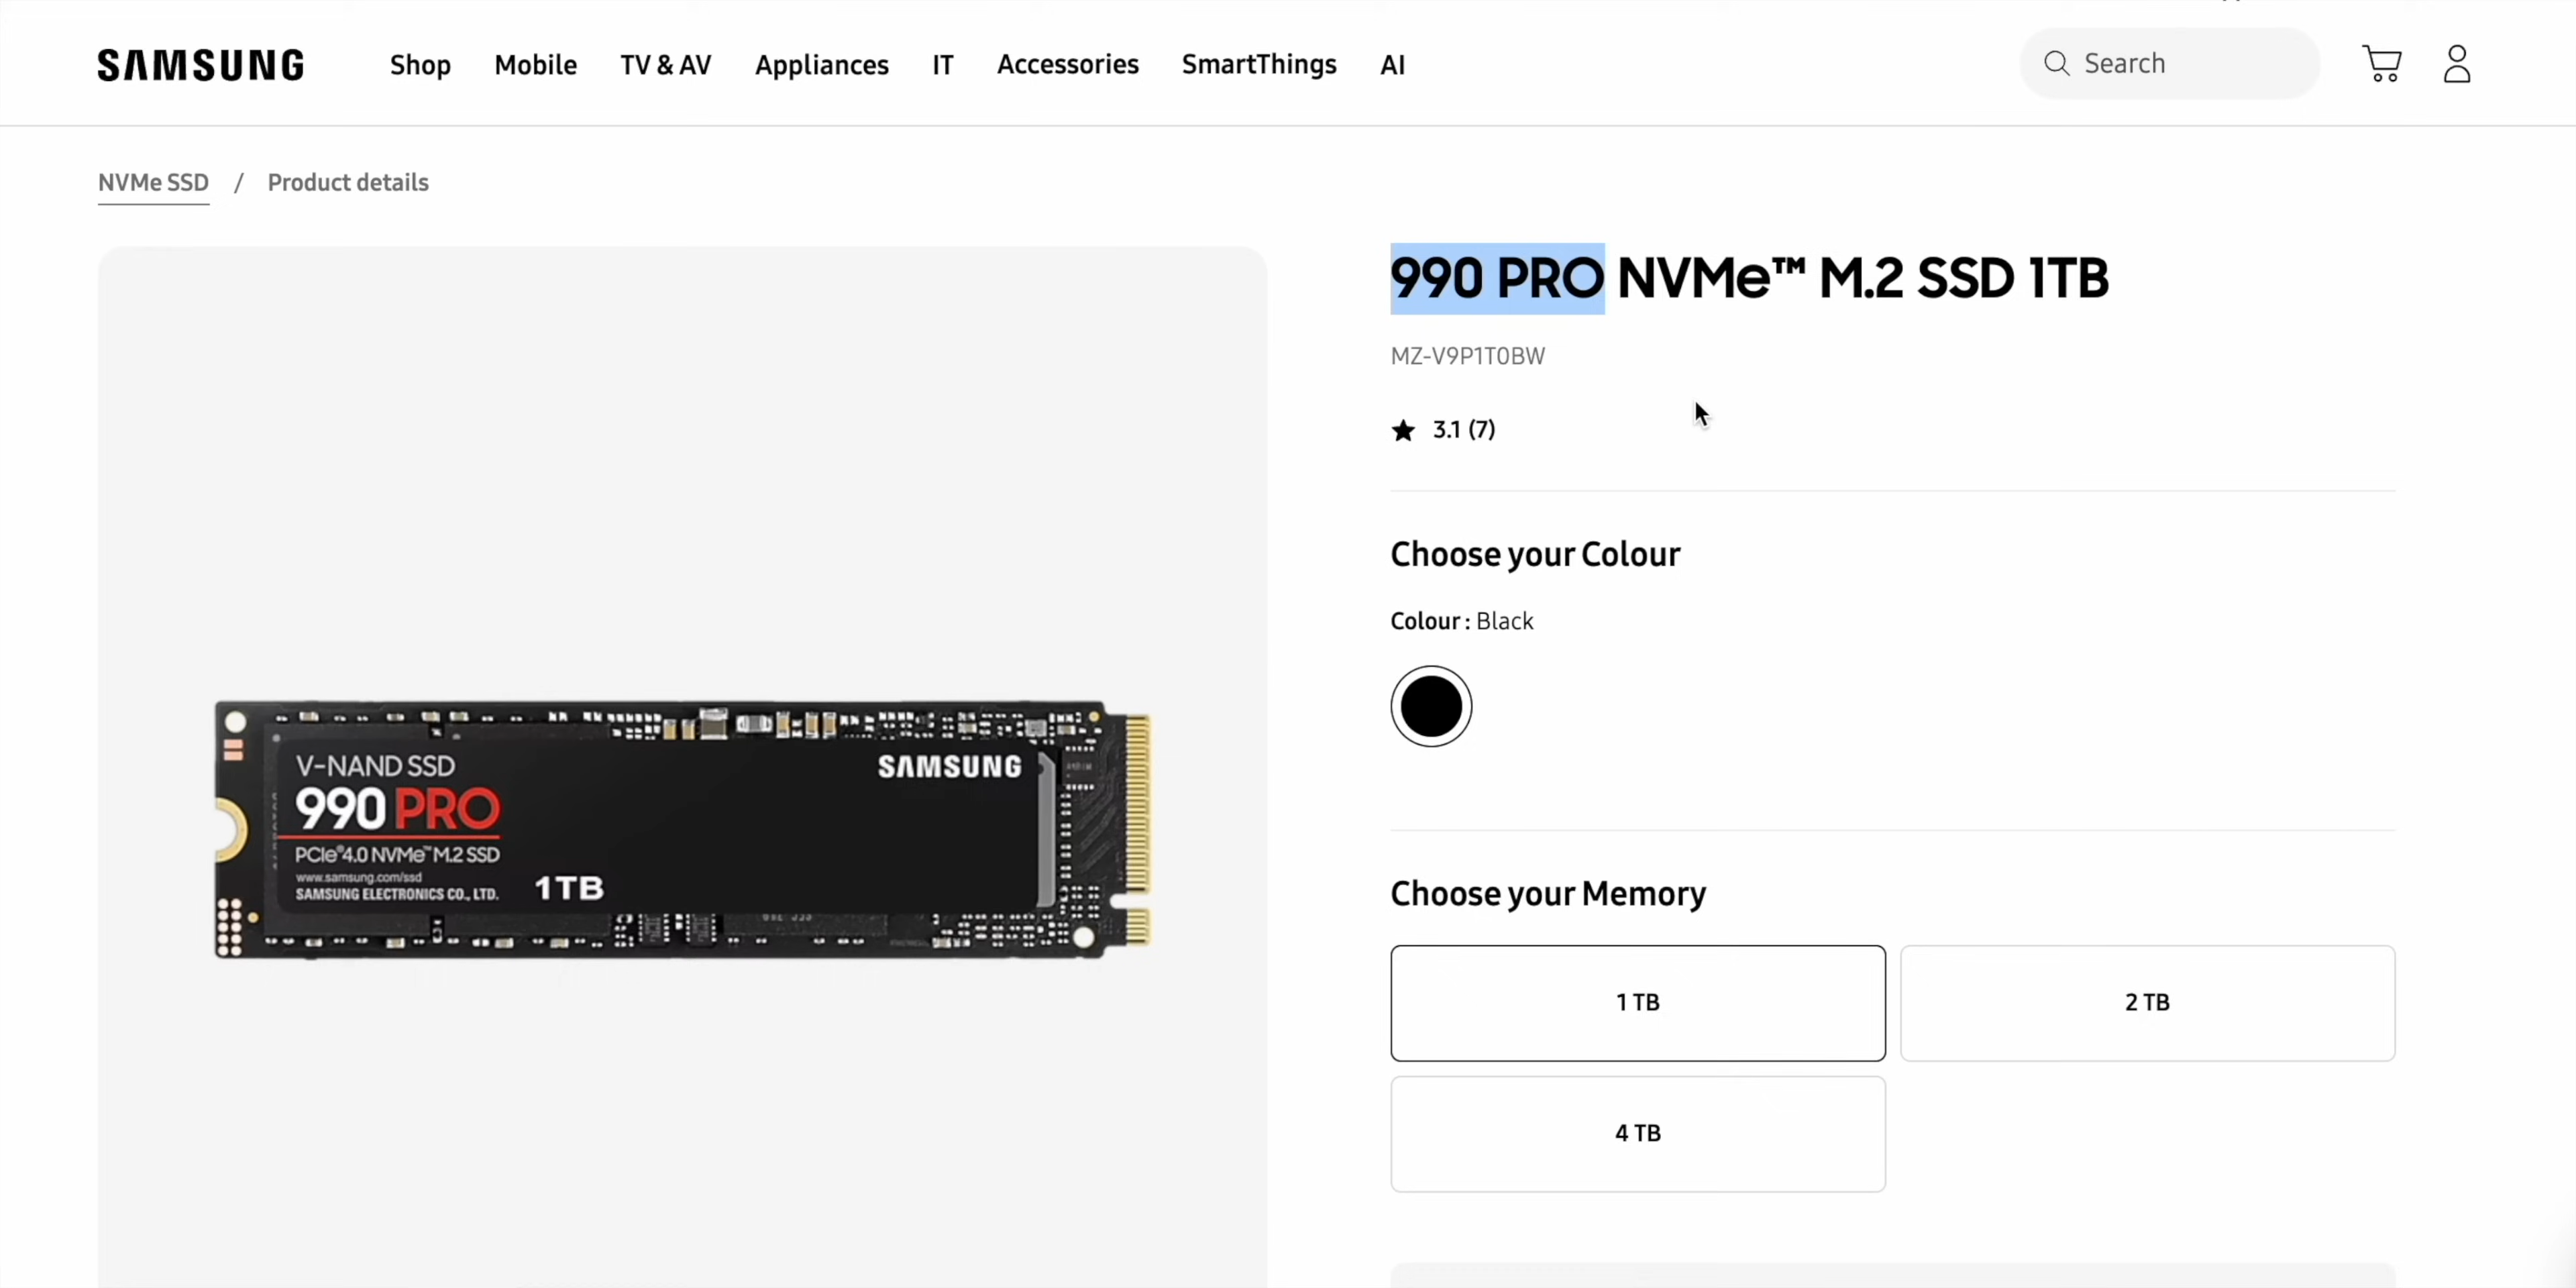 SAMSUNG
Shop Mobile TV & AV Appliances IT Accessories SmartThings AI
Search
NVMe SSD / Product details
990 PRO NVMe™ M.2 SSD 1TB
MZ-V9P1T0BW
3.1 (7)
Choose your Colour
Colour : Black
V-NAND SSD
990 PRO
PCIe®4.0 NVMe™ M.2 SSD
www.samsung.com/ssd
SAMSUNG ELECTRONICS CO., LTD.
1TB
SAMSUNG
Choose your Memory
1 TB
2 TB
4 TB